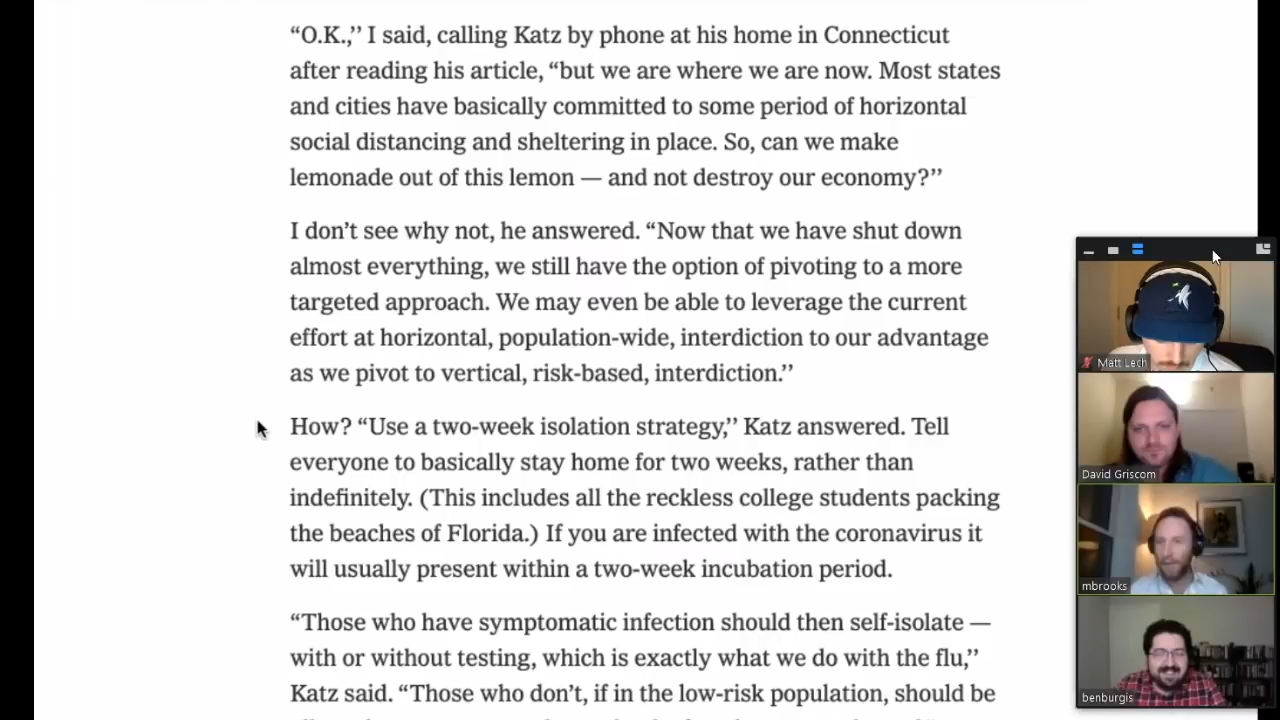 “O.K.,’’ I said, calling Katz by phone at his home in Connecticut
after reading his article, “but we are where we are now. Most states
and cities have basically committed to some period of horizontal
social distancing and sheltering in place. So, can we make
lemonade out of this lemon — and not destroy our economy?’’
I don’t see why not, he answered. “Now that we have shut down
almost everything, we still have the option of pivoting to a more
targeted approach. We may even be able to leverage the current
effort at horizontal, population-wide, interdiction to our advantage
as we pivot to vertical, risk-based, interdiction.’’
How? “Use a two-week isolation strategy,’’ Katz answered. Tell
everyone to basically stay home for two weeks, rather than
indefinitely. (This includes all the reckless college students packing
the beaches of Florida.) If you are infected with the coronavirus it
will usually present within a two-week incubation period.
“Those who have symptomatic infection should then self-isolate —
with or without testing, which is exactly what we do with the flu,’’
Katz said. “Those who don’t, if in the low-risk population, should be
Matt Lech
David Griscom
mbrooks
benburgis